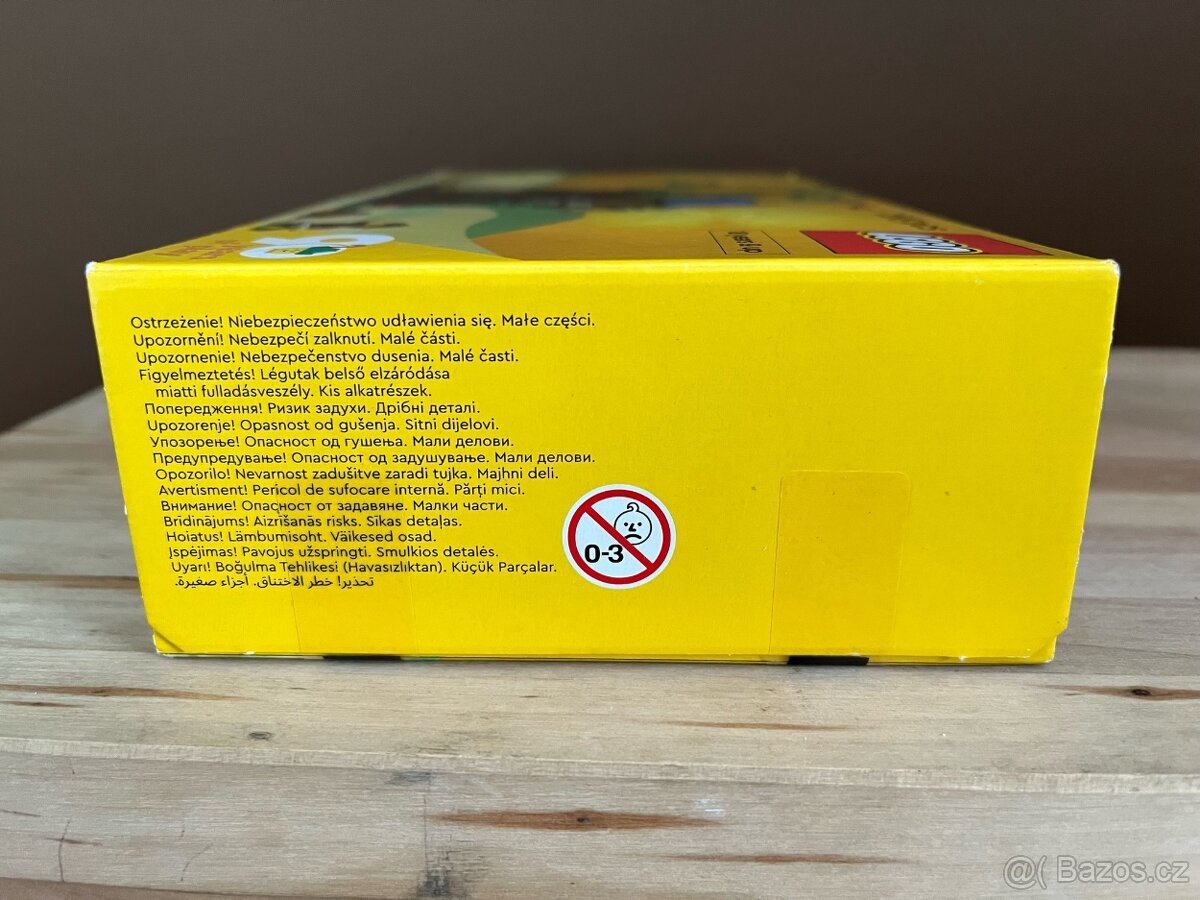 LEGO
Ostrzeżenie! Niebezpieczeństwo udławienia się. Małe części.
Upozornění! Nebezpečí zalknutí. Malé části.
Upozornenie! Nebezpečenstvo dusenia. Malé časti.
Figyelmeztetés! Légutak belső elzáródása
miatti fulladásveszély. Kis alkatrészek.
Попередження! Ризик задухи. Дрібні деталі.
Upozorenje! Opasnost od gušenja. Sitni dijelovi.
Упозорење! Опасност од гушења. Мали делови.
Предупредување! Опасност од задушување. Мали делови.
Opozorilo! Nevarnost zadušitve zaradi tujka. Majhni deli.
Avertisment! Pericol de sufocare internă. Părți mici.
Внимание! Опасност от задавяне. Малки части.
Brīdinājums! Aizrīšanās risks. Sīkas detaļas.
Hoiatus! Lämbumisoht. Väikesed osad.
Įspėjimas! Pavojus užspringti. Smulkios detalės.
Uyarı! Boğulma Tehlikesi (Havasızlıktan). Küçük Parçalar.
تحذير! خطر الاختناق. أجزاء صغيرة.
0-3
@( Bazos.cz